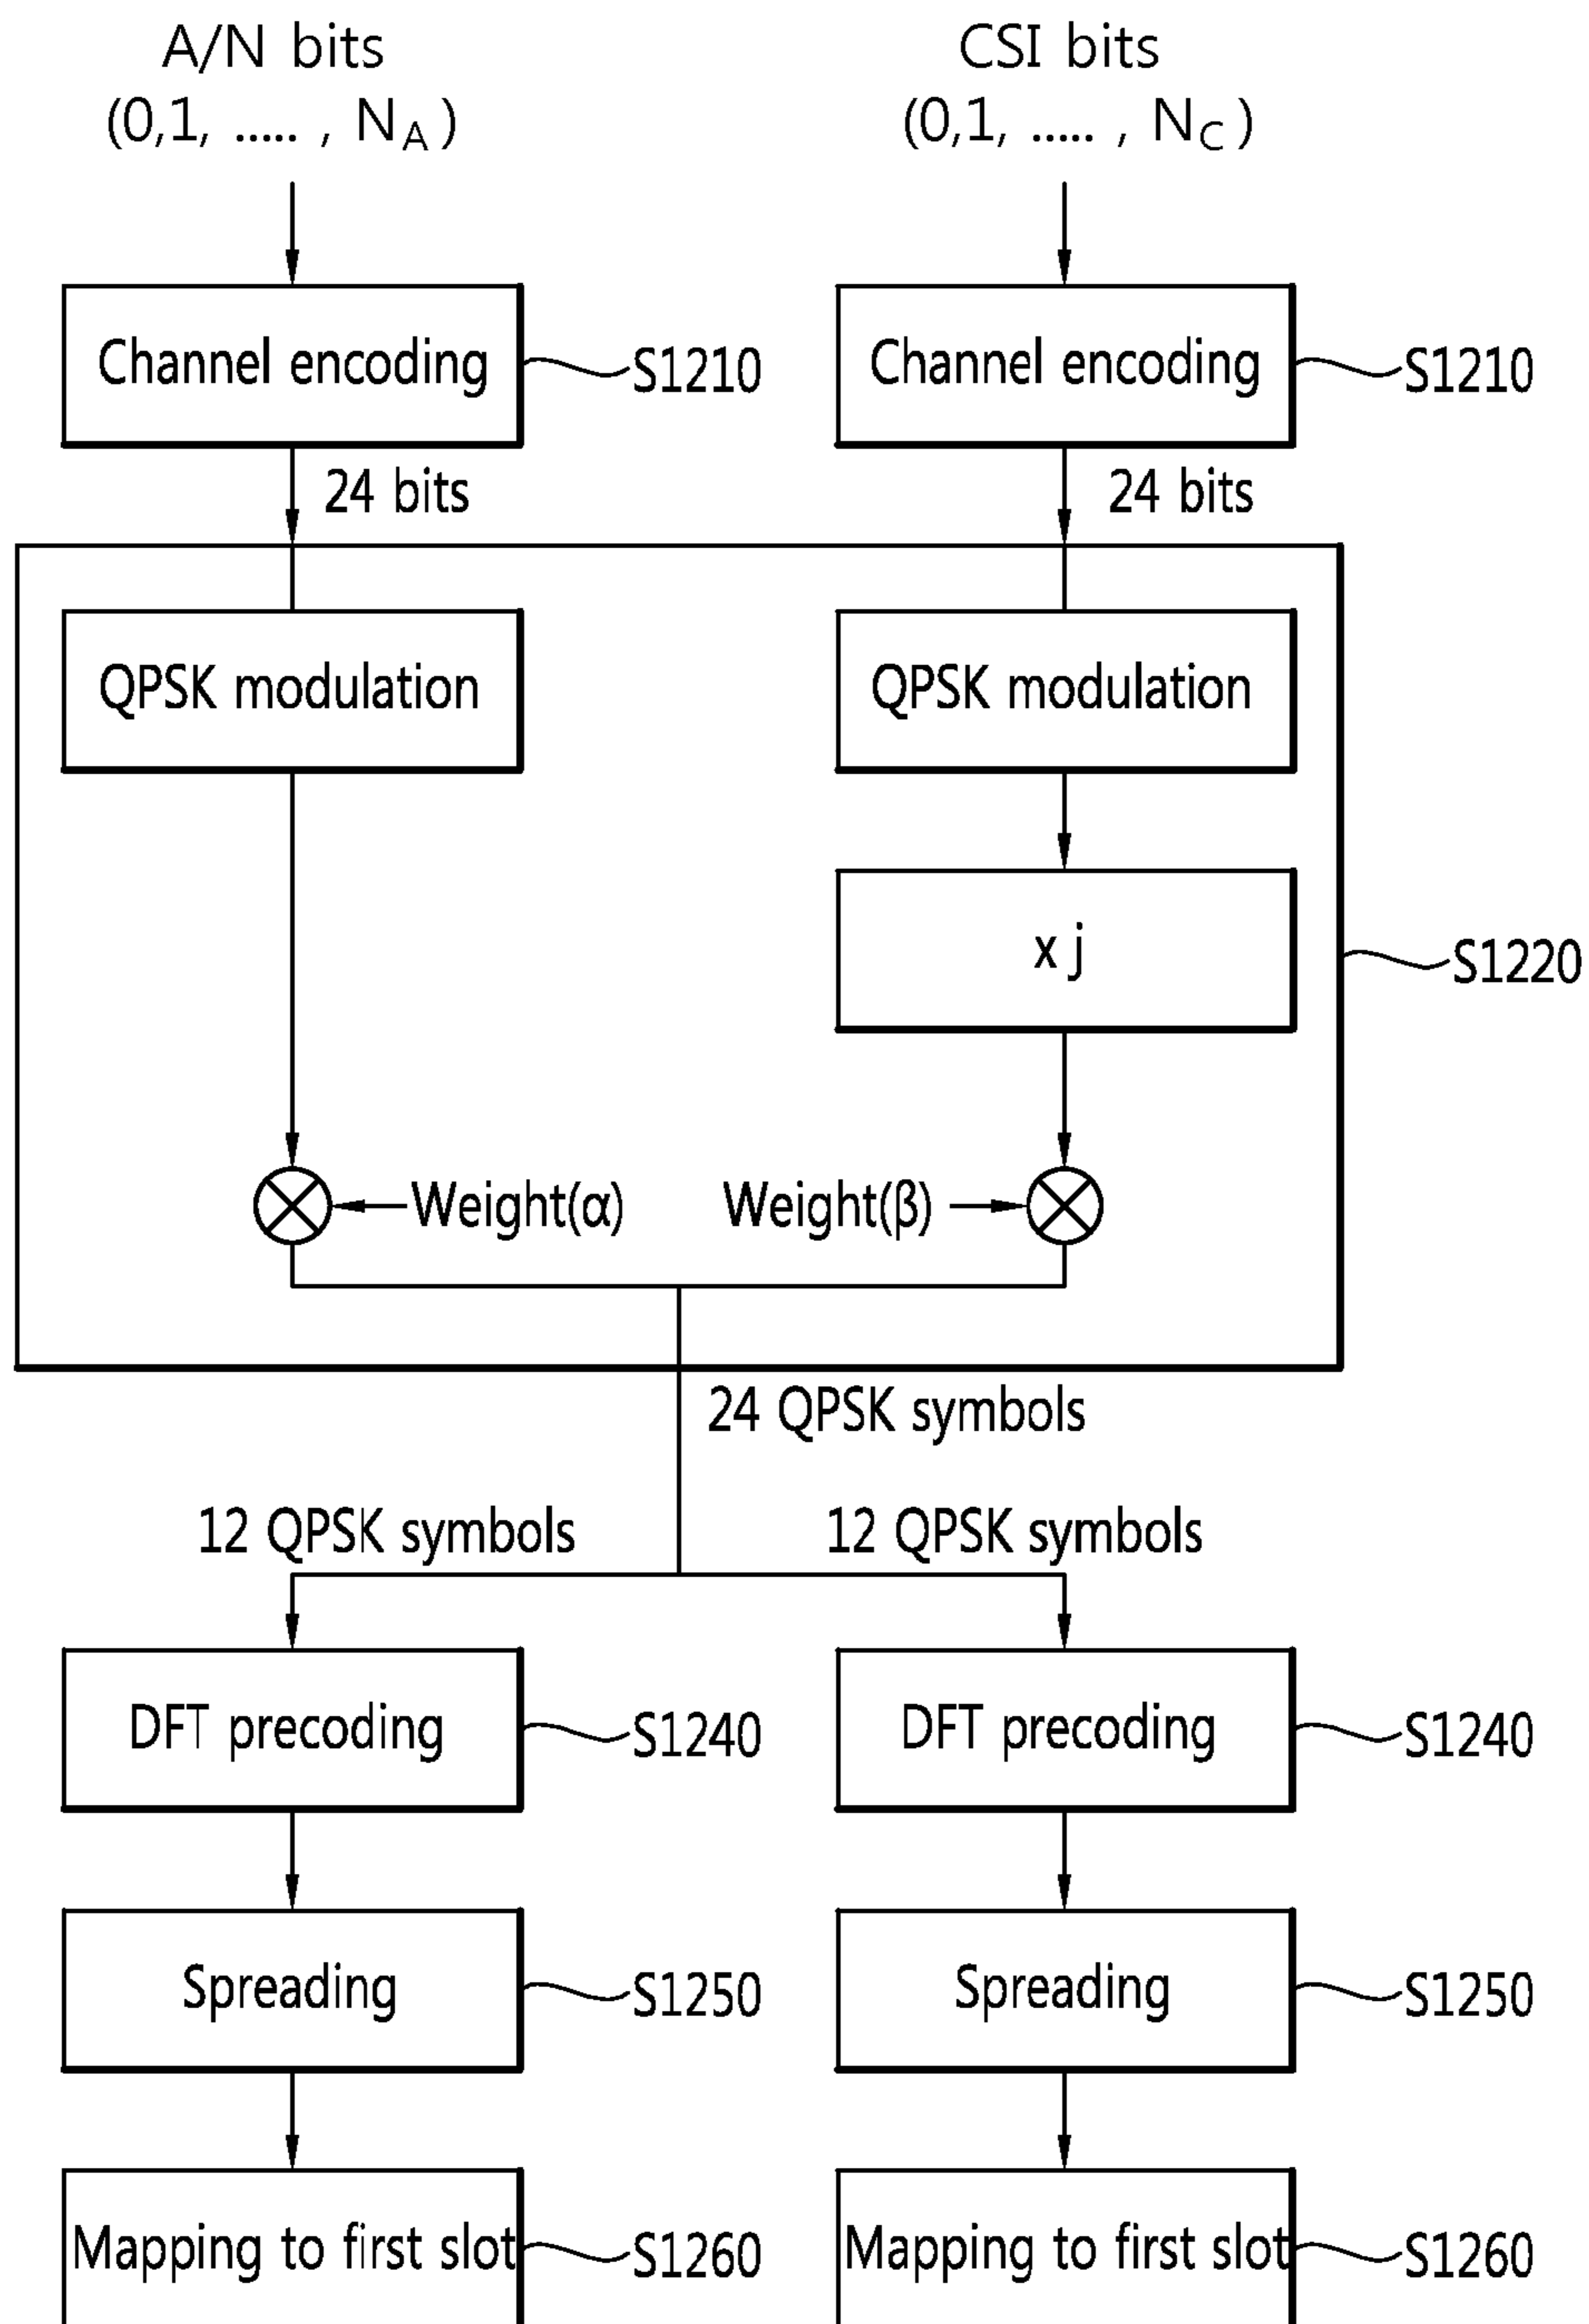 A/N bits
(0,1, ..... , NA)
CSI bits
(0,1, ..... , NC)
Channel encoding
S1210
Channel encoding
S1210
24 bits
24 bits
QPSK modulation
QPSK modulation
x j
S1220
Weight(α)
Weight(β)
24 QPSK symbols
12 QPSK symbols
12 QPSK symbols
DFT precoding
S1240
DFT precoding
S1240
Spreading
S1250
Spreading
S1250
Mapping to first slot
S1260
Mapping to first slot
S1260